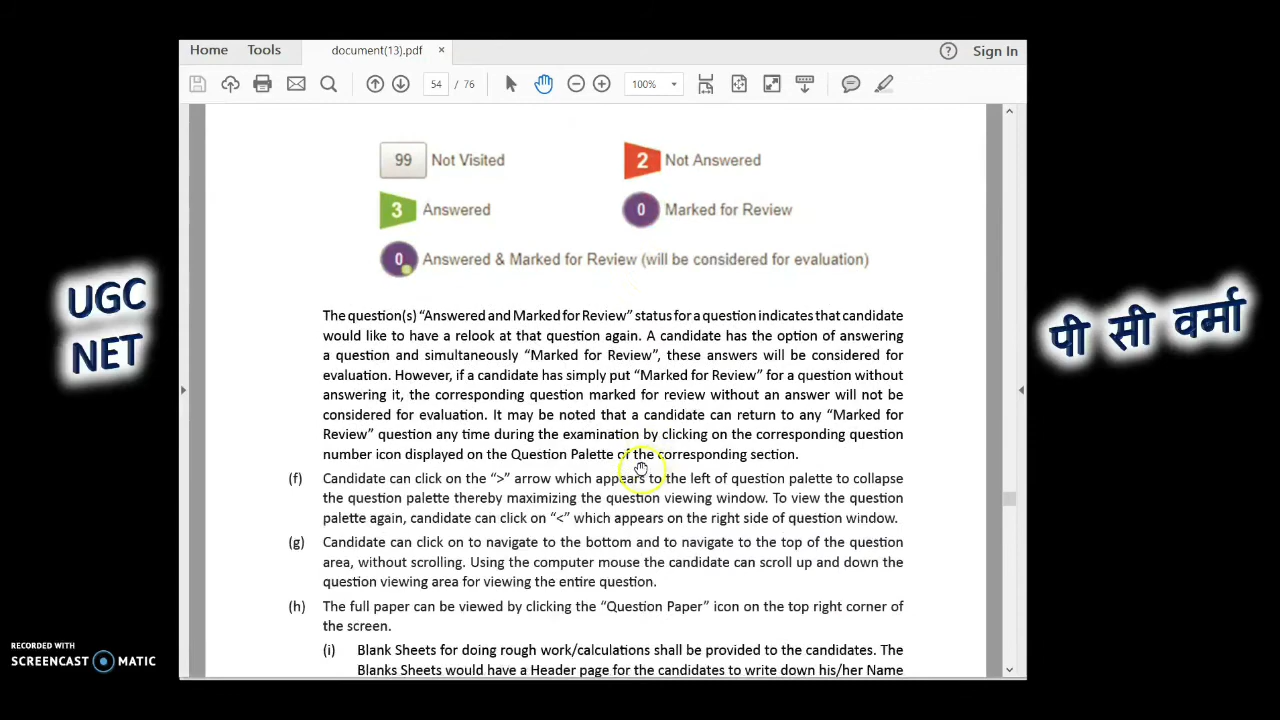 Home Tools document(13).pdf × ? Sign In
54 / 76 100%
99 Not Visited 2 Not Answered
3 Answered 0 Marked for Review
0 Answered & Marked for Review (will be considered for evaluation)
UGC
NET
पी सी वर्मा
The question(s) “Answered and Marked for Review” status for a question indicates that candidate
would like to have a relook at that question again. A candidate has the option of answering
a question and simultaneously “Marked for Review”, these answers will be considered for
evaluation. However, if a candidate has simply put “Marked for Review” for a question without
answering it, the corresponding question marked for review without an answer will not be
considered for evaluation. It may be noted that a candidate can return to any “Marked for
Review” question any time during the examination by clicking on the corresponding question
number icon displayed on the Question Palette of the corresponding section.
(f) Candidate can click on the “>” arrow which appears to the left of question palette to collapse
the question palette thereby maximizing the question viewing window. To view the question
palette again, candidate can click on “<” which appears on the right side of question window.
(g) Candidate can click on to navigate to the bottom and to navigate to the top of the question
area, without scrolling. Using the computer mouse the candidate can scroll up and down the
question viewing area for viewing the entire question.
(h) The full paper can be viewed by clicking the “Question Paper” icon on the top right corner of
the screen.
(i) Blank Sheets for doing rough work/calculations shall be provided to the candidates. The
Blanks Sheets would have a Header page for the candidates to write down his/her Name
RECORDED WITH
SCREENCAST MATIC